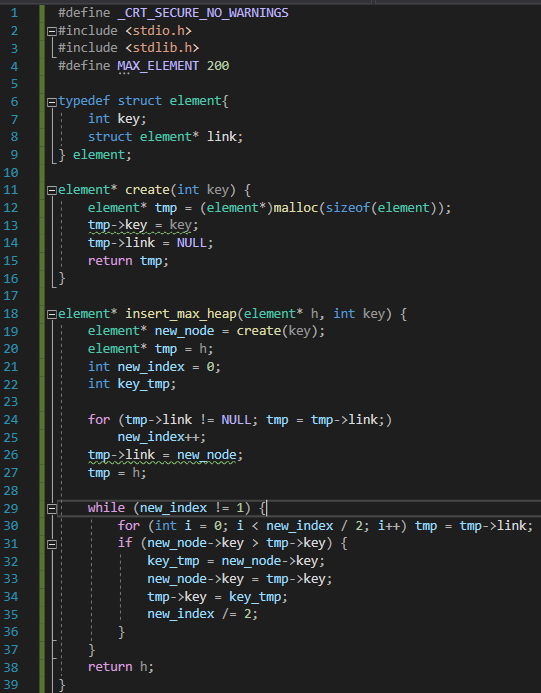 1 #define _CRT_SECURE_NO_WARNINGS
2 #include <stdio.h>
3 #include <stdlib.h>
4 #define MAX_ELEMENT 200
5
6 typedef struct element{
7 int key;
8 struct element* link;
9 } element;
10
11 element* create(int key) {
12 element* tmp = (element*)malloc(sizeof(element));
13 tmp->key = key;
14 tmp->link = NULL;
15 return tmp;
16 }
17
18 element* insert_max_heap(element* h, int key) {
19 element* new_node = create(key);
20 element* tmp = h;
21 int new_index = 0;
22 int key_tmp;
23
24 for (tmp->link != NULL; tmp = tmp->link;)
25 new_index++;
26 tmp->link = new_node;
27 tmp = h;
28
29 while (new_index != 1) {
30 for (int i = 0; i < new_index / 2; i++) tmp = tmp->link;
31 if (new_node->key > tmp->key) {
32 key_tmp = new_node->key;
33 new_node->key = tmp->key;
34 tmp->key = key_tmp;
35 new_index /= 2;
36 }
37 }
38 return h;
39 }